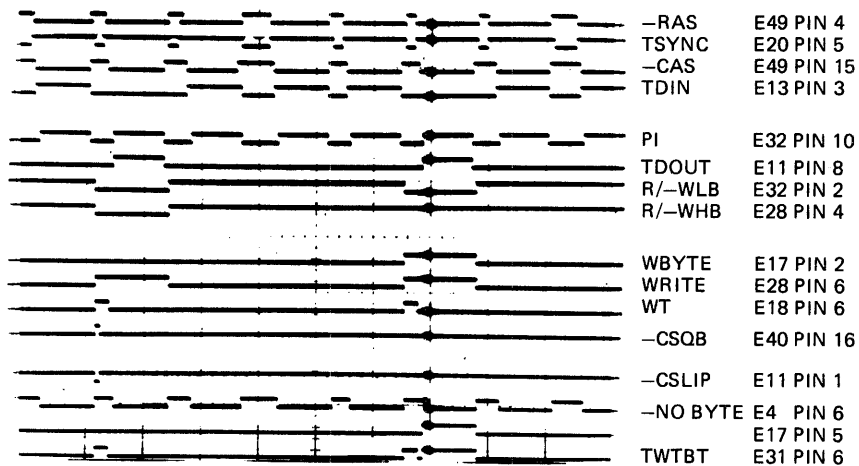 —RAS E49 PIN 4
TSYNC E20 PIN 5
—CAS E49 PIN 15
TDIN E13 PIN 3
PI E32 PIN 10
TDOUT E11 PIN 8
R/—WLB E32 PIN 2
R/—WHB E28 PIN 4
WBYTE E17 PIN 2
WRITE E28 PIN 6
WT E18 PIN 6
—CSQB E40 PIN 16
—CSLIP E11 PIN 1
—NO BYTE E4 PIN 6
E17 PIN 5
TWTBT E31 PIN 6